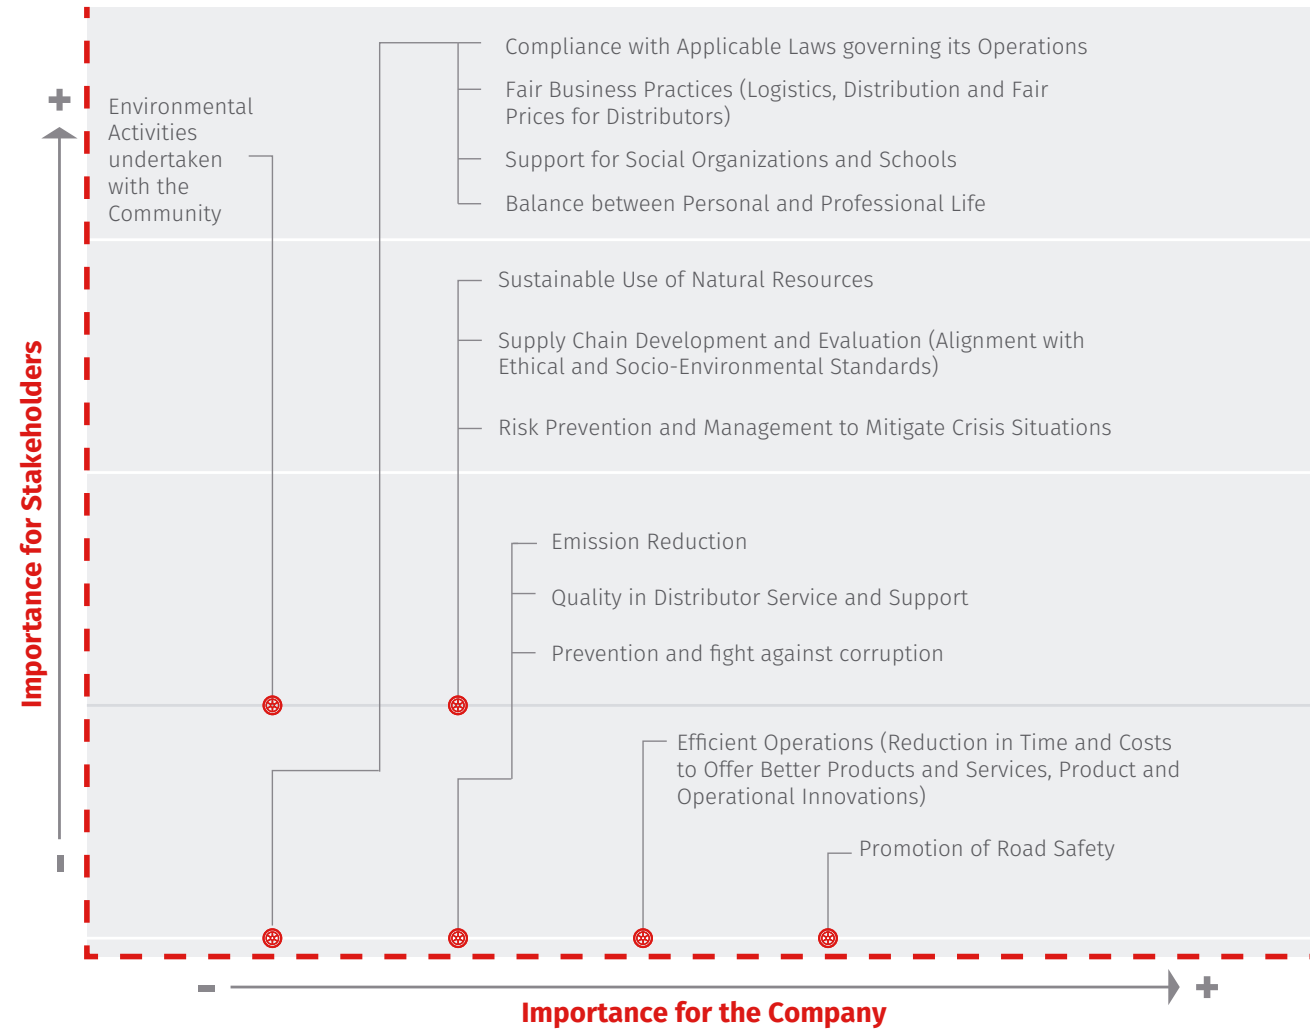 Compliance with Applicable Laws governing its Operations
Fair Business Practices (Logistics, Distribution and Fair
Prices for Distributors)
Support for Social Organizations and Schools
Balance between Personal and Professional Life
+
Environmental
Activities
undertaken
with the
Community
Sustainable Use of Natural Resources
Supply Chain Development and Evaluation (Alignment with
Ethical and Socio-Environmental Standards)
Risk Prevention and Management to Mitigate Crisis Situations
Importance for Stakeholders
Emission Reduction
Quality in Distributor Service and Support
Prevention and fight against corruption
Efficient Operations (Reduction in Time and Costs
to Offer Better Products and Services, Product and
Operational Innovations)
Promotion of Road Safety
-
- +
Importance for the Company